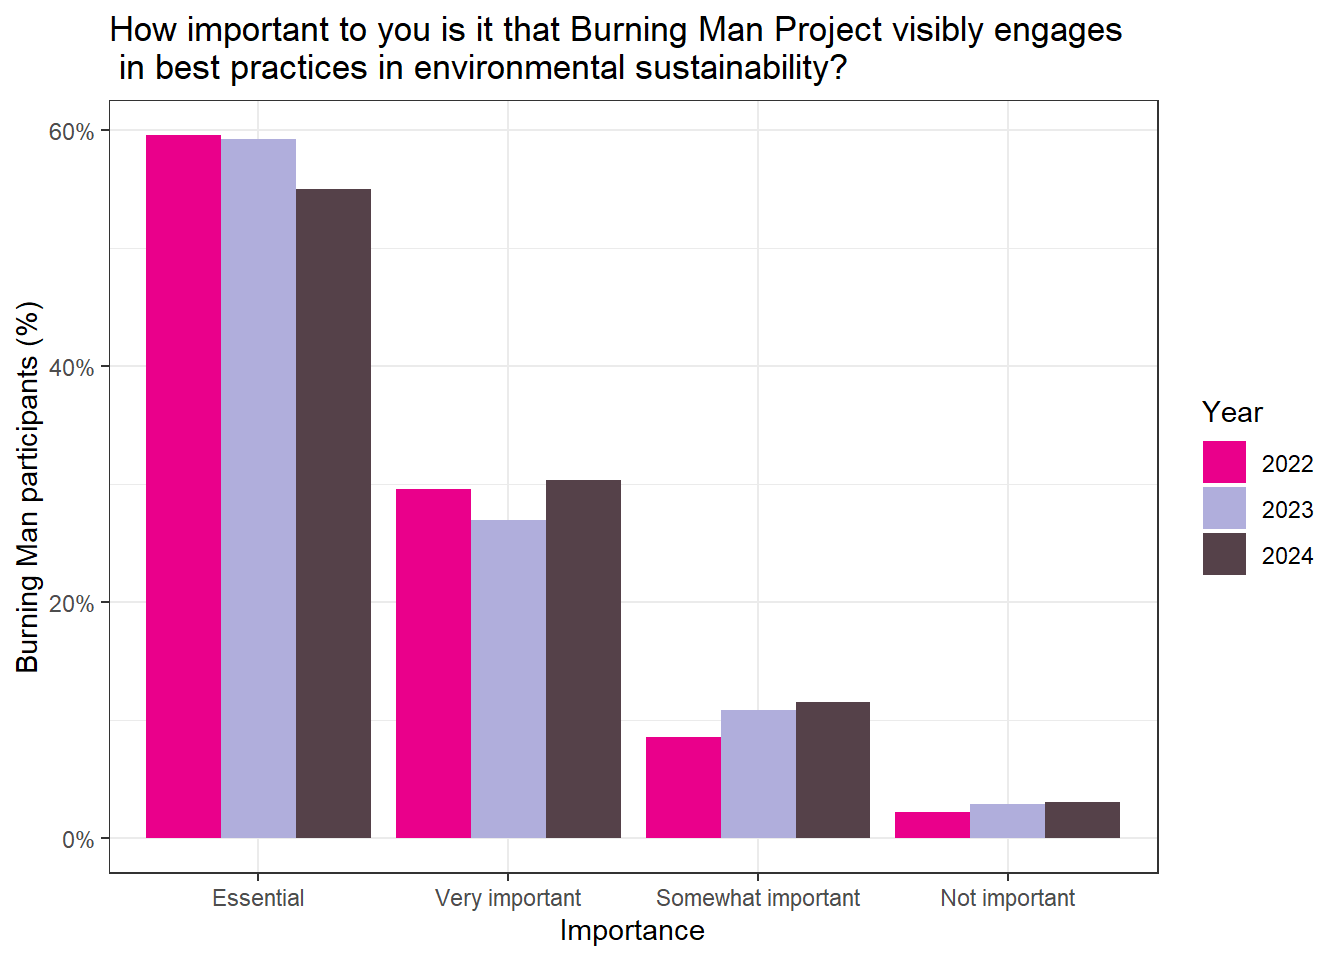 How important to you is it that Burning Man Project visibly engages
in best practices in environmental sustainability?
Burning Man participants (%)
60%
40%
20%
0%
Essential
Very important
Somewhat important
Not important
Importance
Year
2022
2023
2024